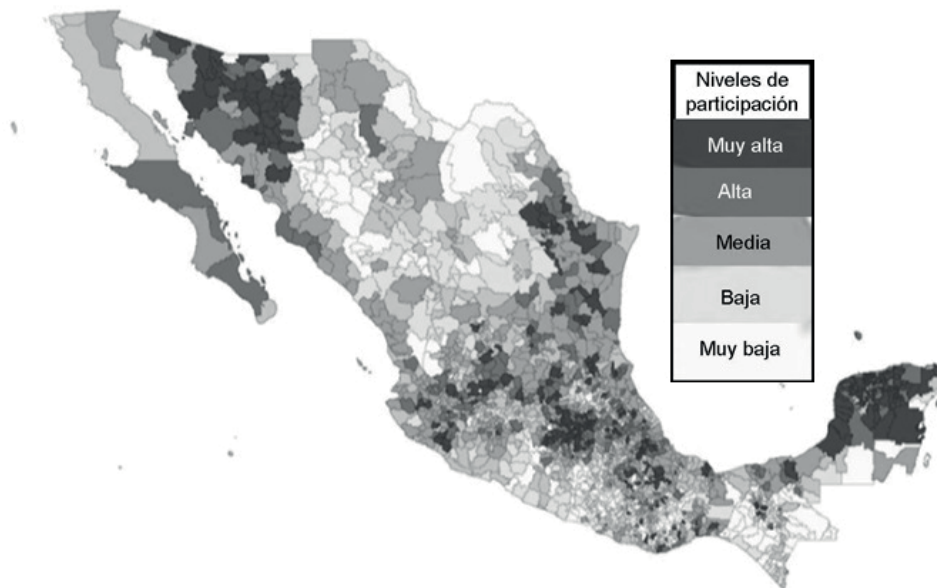 Niveles de
participación
Muy alta
Alta
Media
Baja
Muy baja